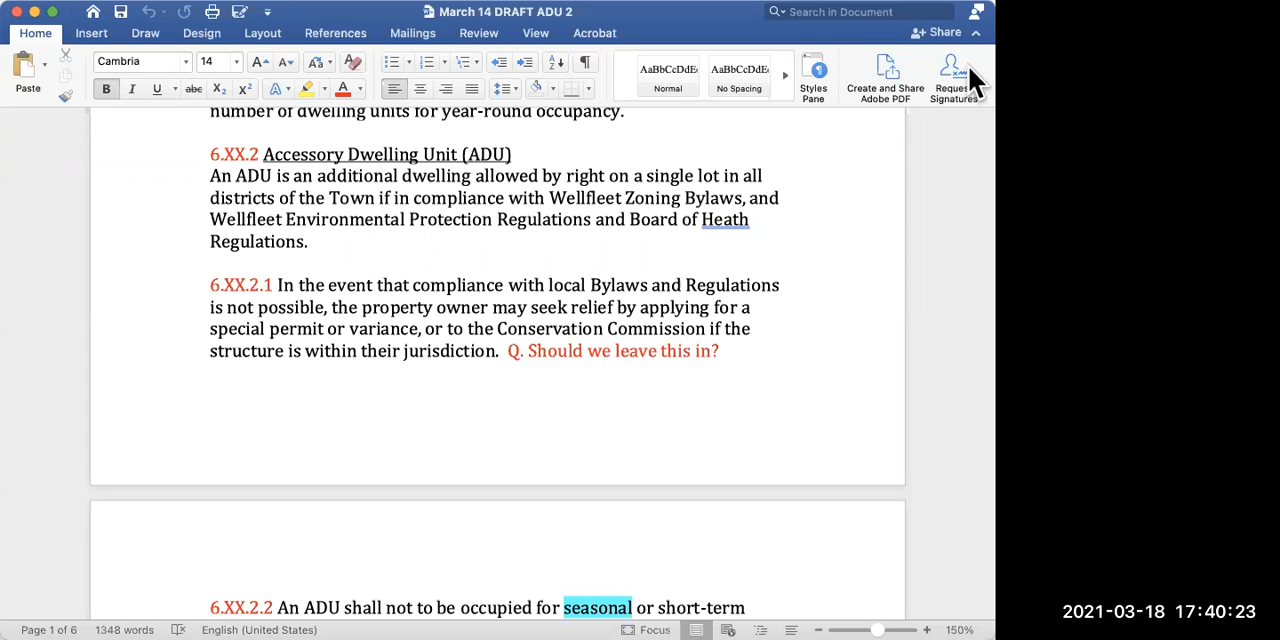 March 14 DRAFT ADU 2
Search in Document
Home Insert Draw Design Layout References Mailings Review View Acrobat
Share
Paste
Cambria 14
AaBbCcDdE AaBbCcDdE
Normal No Spacing
Styles Pane
Create and Share Adobe PDF
Reques Signatures
number of dwelling units for year-round occupancy.
6.XX.2 Accessory Dwelling Unit (ADU)
An ADU is an additional dwelling allowed by right on a single lot in all
districts of the Town if in compliance with Wellfleet Zoning Bylaws, and
Wellfleet Environmental Protection Regulations and Board of Heath
Regulations.
6.XX.2.1 In the event that compliance with local Bylaws and Regulations
is not possible, the property owner may seek relief by applying for a
special permit or variance, or to the Conservation Commission if the
structure is within their jurisdiction. Q. Should we leave this in?
6.XX.2.2 An ADU shall not to be occupied for seasonal or short-term
Page 1 of 6 1348 words English (United States) Focus 150%
2021-03-18 17:40:23